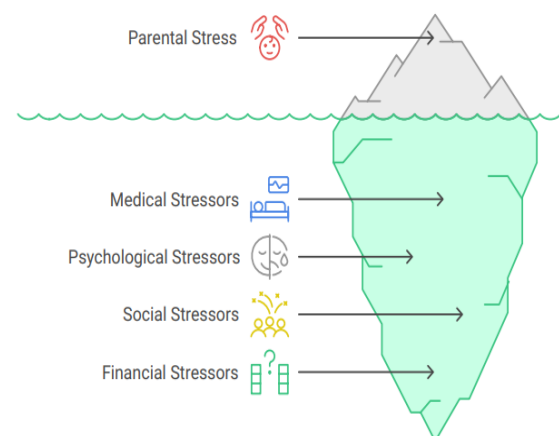 Parental Stress
Medical Stressors
Psychological Stressors
Social Stressors
?
Financial Stressors